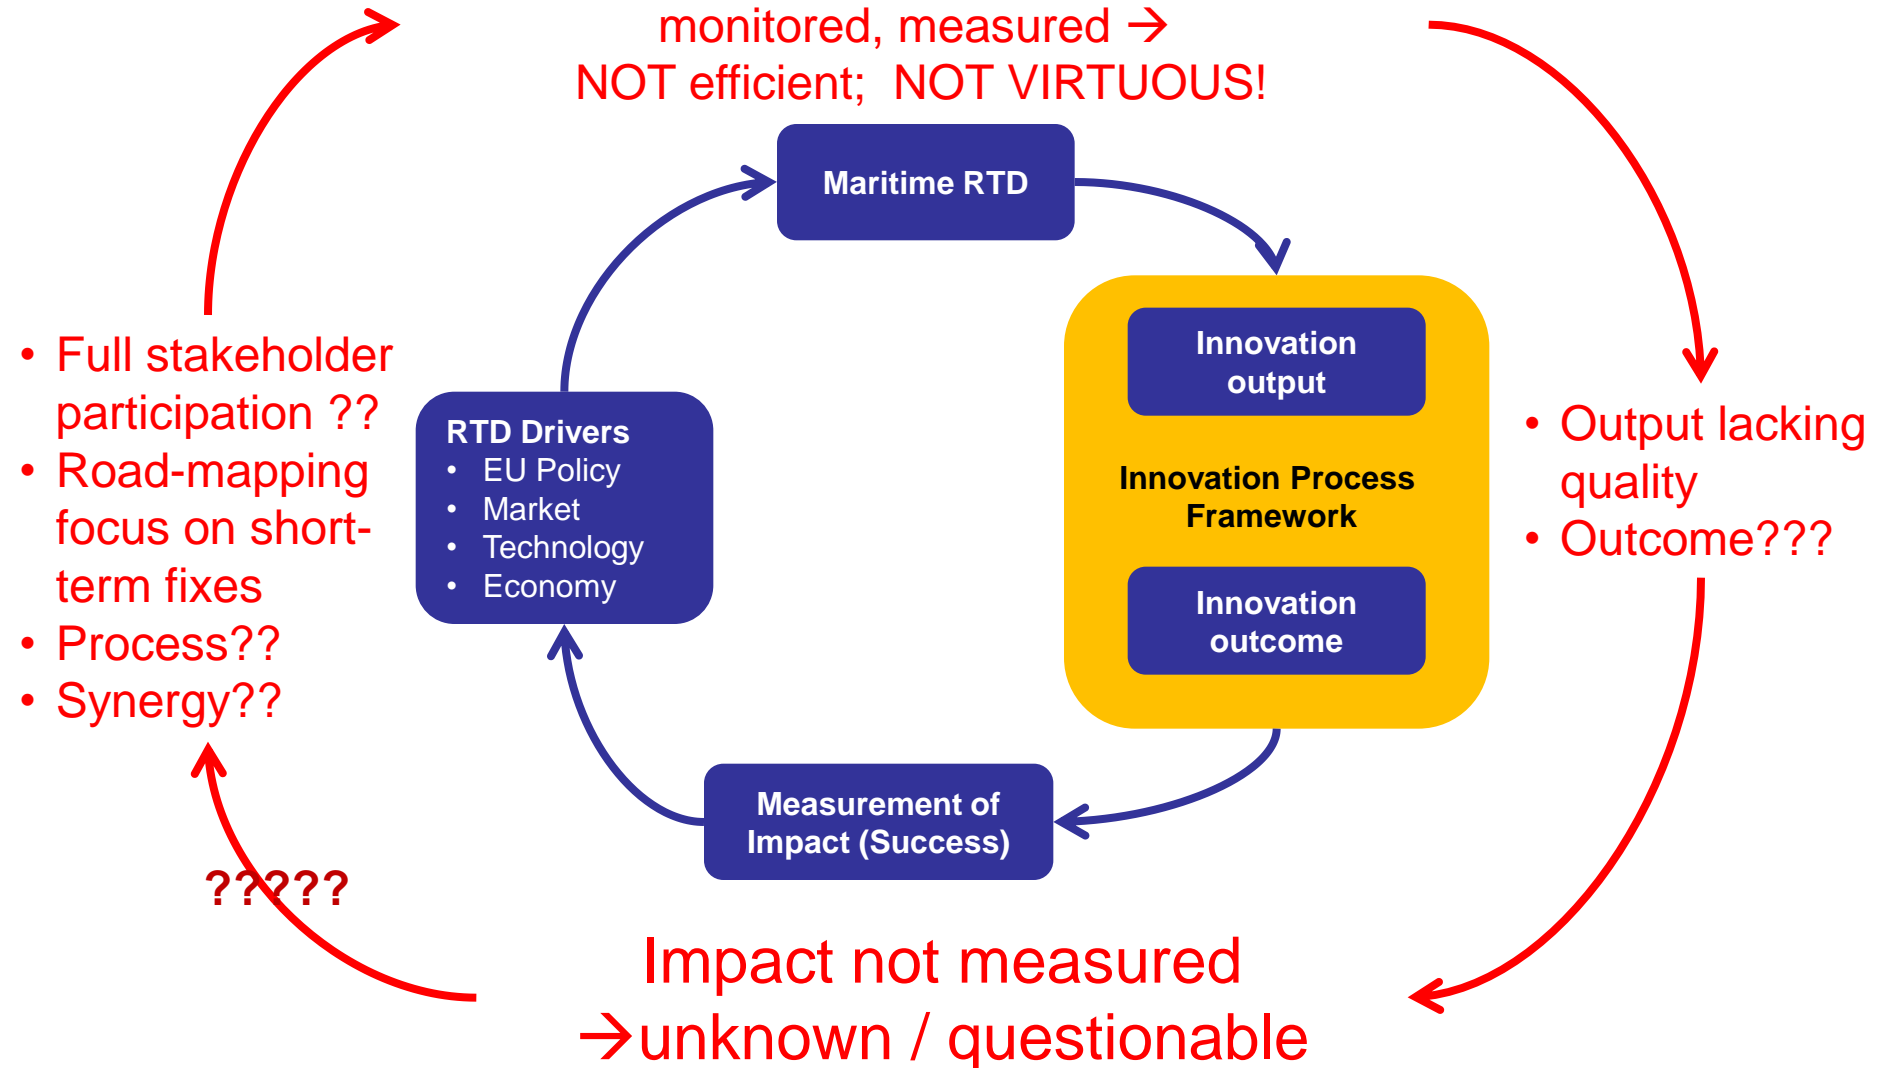 monitored, measured →
NOT efficient; NOT VIRTUOUS!
Maritime RTD
• Full stakeholder
participation ??
• Road-mapping
focus on short-
term fixes
• Process??
• Synergy??
RTD Drivers
• EU Policy
• Market
• Technology
• Economy
Innovation
output
Innovation Process
Framework
Innovation
outcome
• Output lacking
quality
• Outcome???
Measurement of
Impact (Success)
?????
Impact not measured
→unknown / questionable